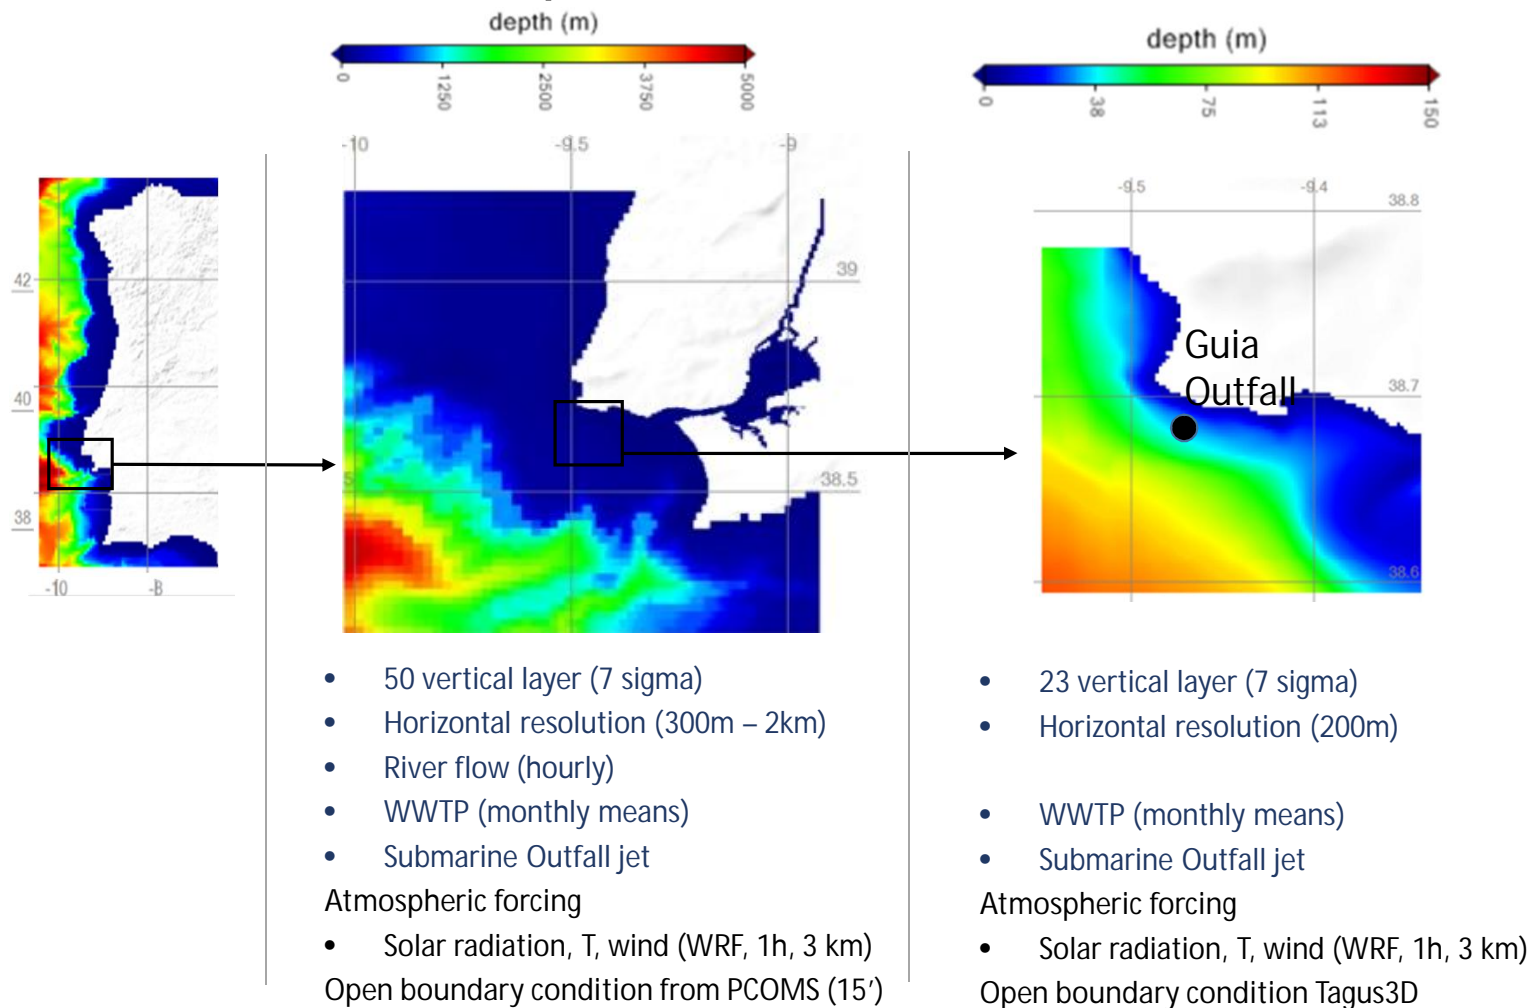 depth (m)
0 1250 2500 3750 5000
depth (m)
0 38 75 113 150
42
40
38
-10 -8
-10 -9.5 -9
39
38.5
-9.5 -9.4
38.8
38.7
38.6
Guia
Outfall
• 50 vertical layer (7 sigma)
• Horizontal resolution (300m – 2km)
• River flow (hourly)
• WWTP (monthly means)
• Submarine Outfall jet
Atmospheric forcing
• Solar radiation, T, wind (WRF, 1h, 3 km)
Open boundary condition from PCOMS (15’)
• 23 vertical layer (7 sigma)
• Horizontal resolution (200m)
• WWTP (monthly means)
• Submarine Outfall jet
Atmospheric forcing
• Solar radiation, T, wind (WRF, 1h, 3 km)
Open boundary condition Tagus3D